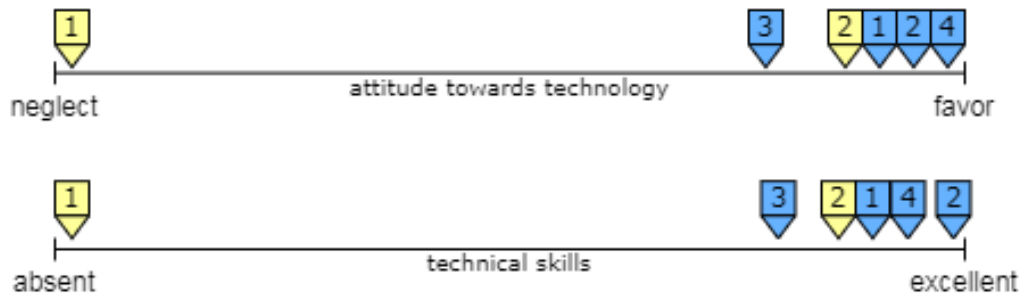 1 3 2 1 2 4
attitude towards technology
neglect favor
1 3 2 1 4 2
technical skills
absent excellent